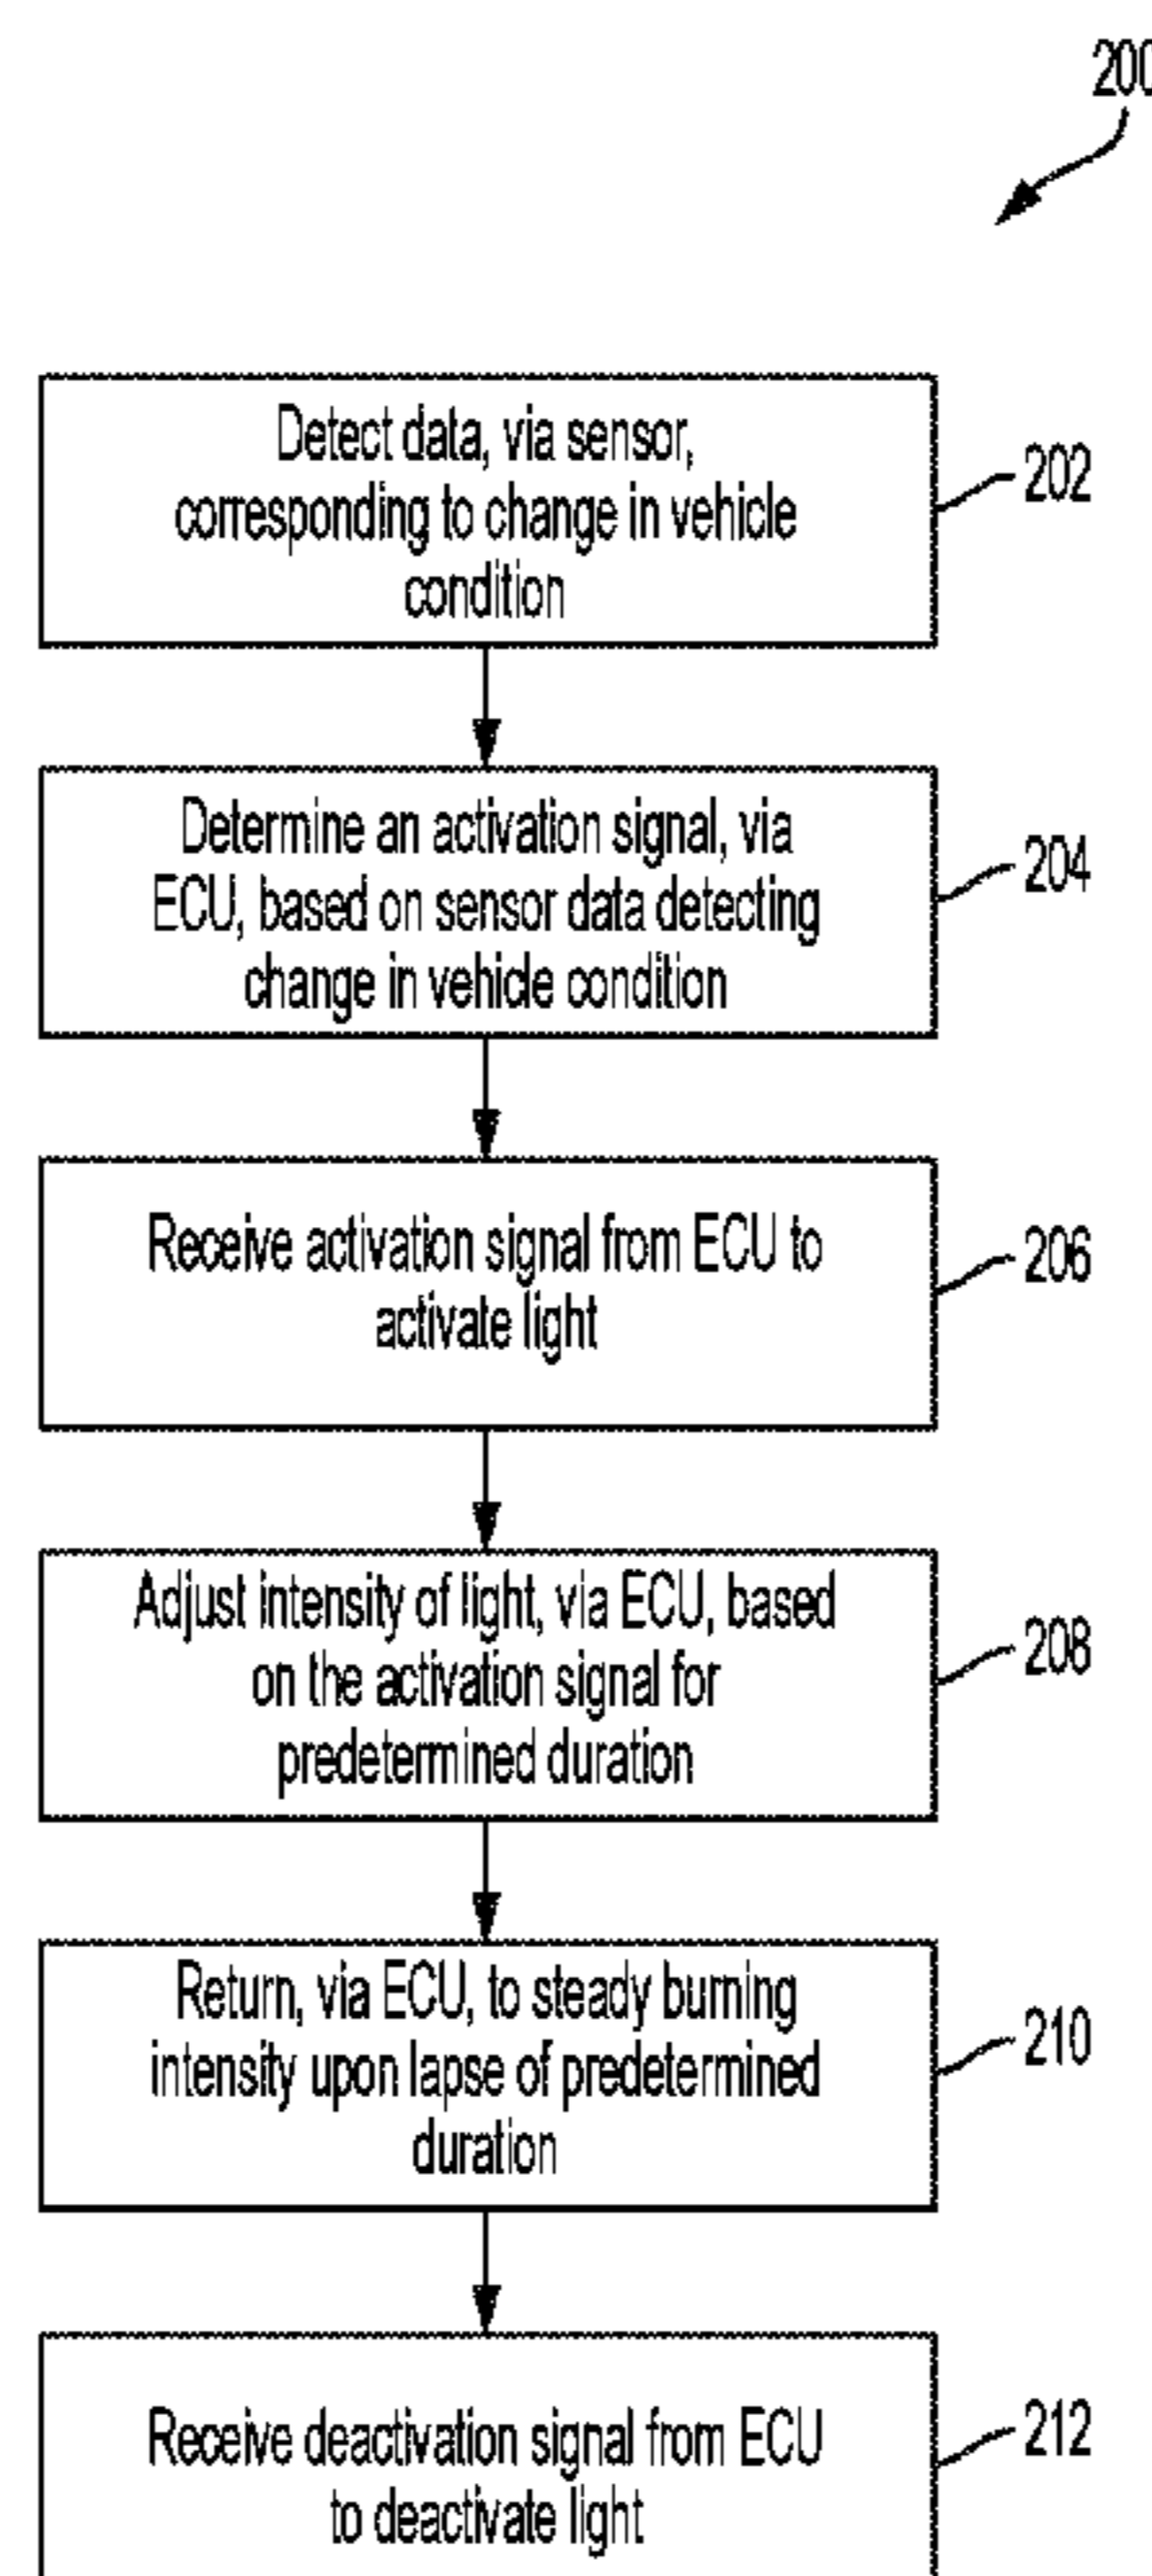 200
Detect data, via sensor,
corresponding to change in vehicle
condition
202
Determine an activation signal, via
ECU, based on sensor data detecting
change in vehicle condition
204
Receive activation signal from ECU to
activate light
206
Adjust intensity of light, via ECU, based
on the activation signal for
predetermined duration
208
Return, via ECU, to steady burning
intensity upon lapse of predetermined
duration
210
Receive deactivation signal from ECU
to deactivate light
212